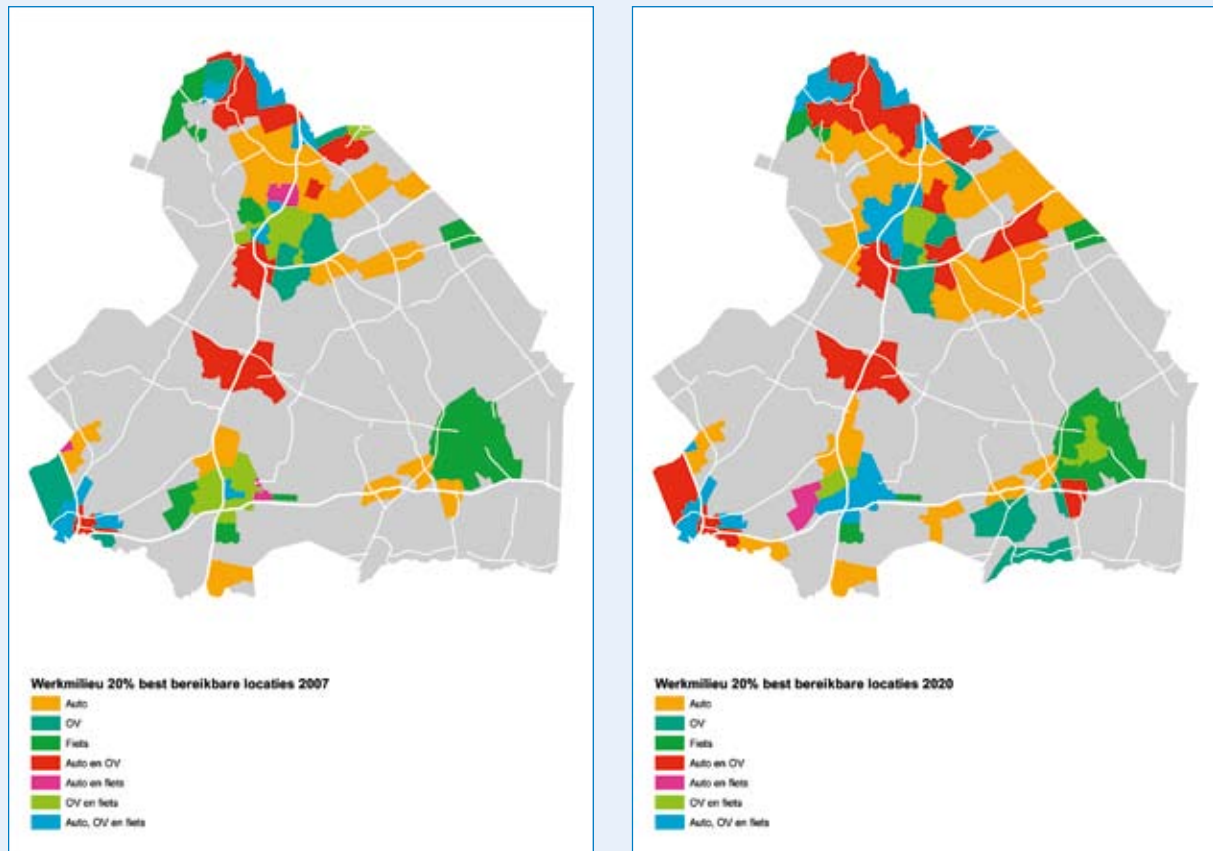 Werkmilieu 20% best bereikbare locaties 2007
Auto
OV
Fiets
Auto en OV
Auto en fiets
OV en fiets
Auto, OV en fiets
Werkmilieu 20% best bereikbare locaties 2020
Auto
OV
Fiets
Auto en OV
Auto en fiets
OV en fiets
Auto, OV en fiets